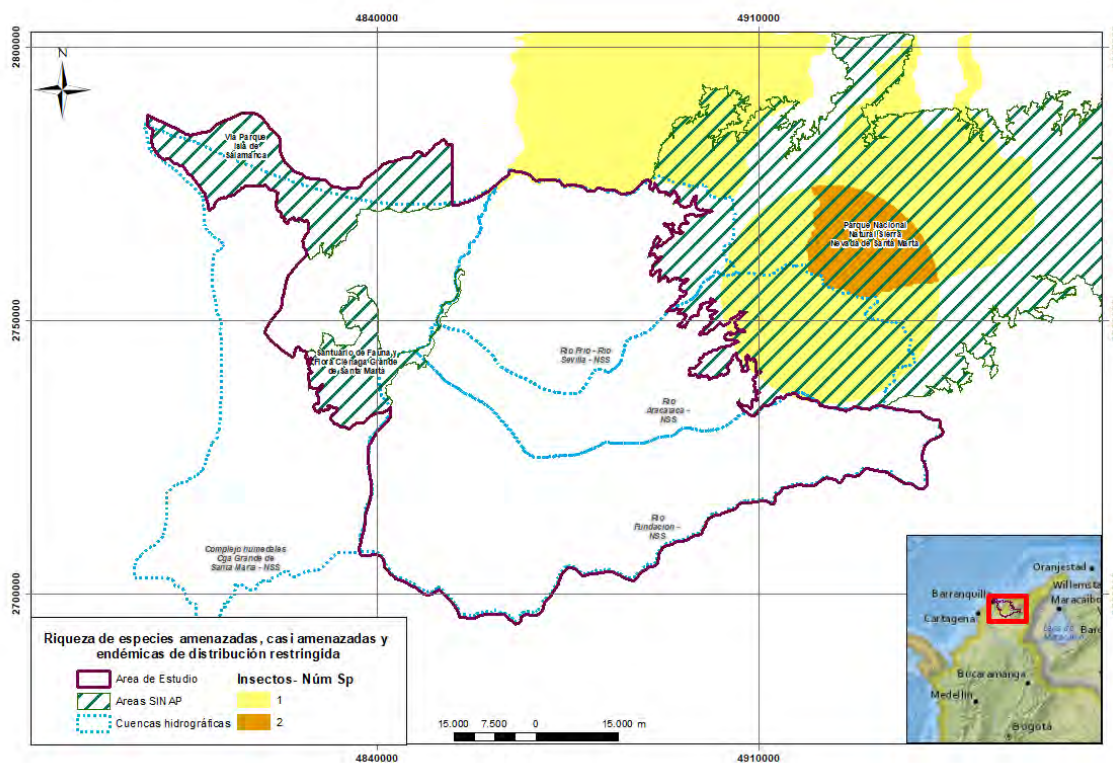 4840000
4910000
2800000
N
Vía Parque
Isla de
Salamanca
Parque Nacional
Natural Sierra
Nevada de Santa Marta
2750000
Santuario de Fauna y
Flora Ciénaga Grande
de Santa Marta
Rio Frio - Rio
Sevilla - NSS
Rio
Aracataca -
NSS
Rio
Fundacion -
NSS
Complejo humedales
Cga Grande de
Santa Marta - NSS
2700000
Riqueza de especies amenazadas, casi amenazadas y
endémicas de distribución restringida
Area de Estudio
Areas SINAP
Cuencas hidrográficas
Insectos- Núm Sp
1
2
15.000 7.500 0 15.000 m
Oranjestad
Willemsta
Barranquilla
Maracaibo
Cartagena
Bucaramanga
Medellín
Bogotá
4840000
4910000